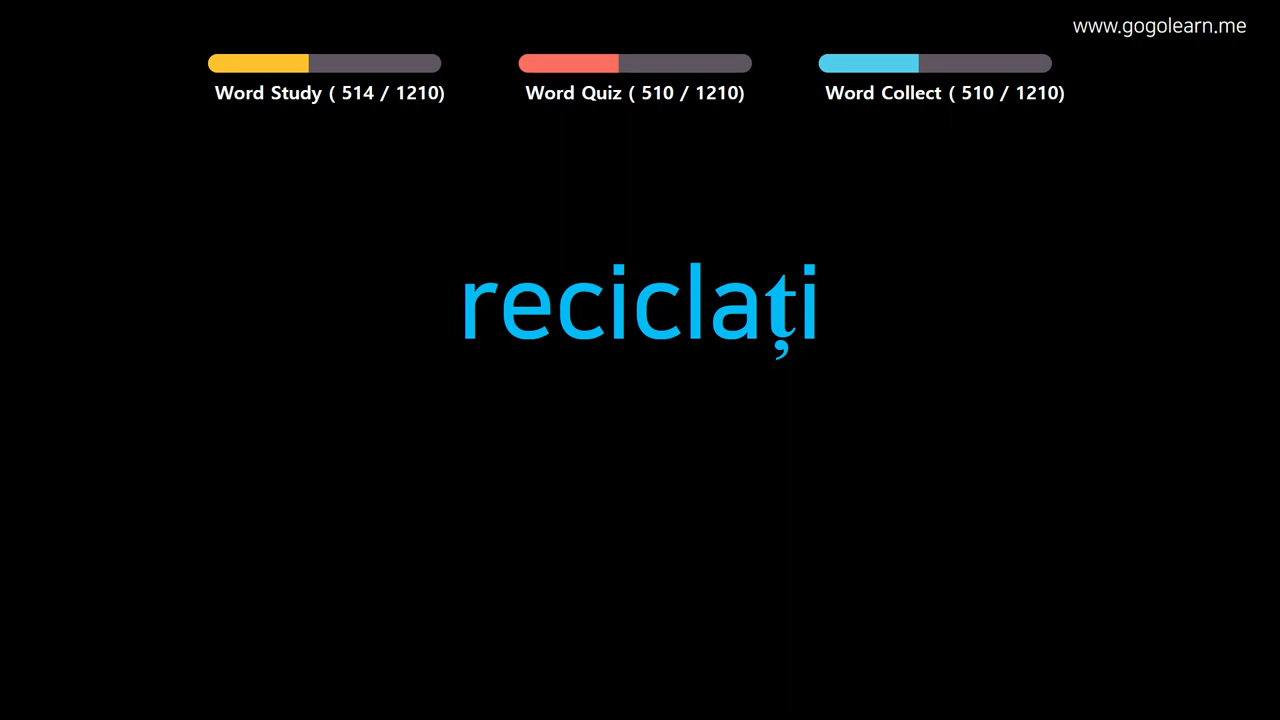 www.gogolearn.me
Word Study ( 514 / 1210)
Word Quiz ( 510 / 1210)
Word Collect ( 510 / 1210)
reciclați